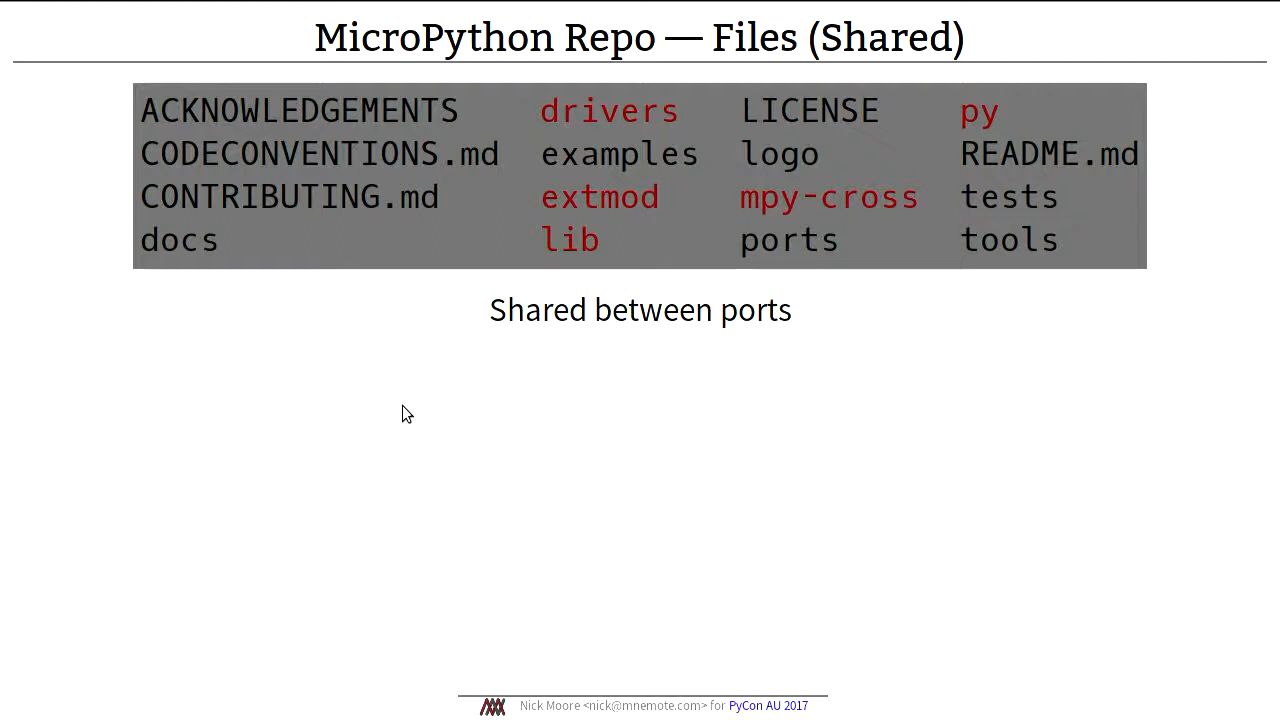 MicroPython Repo — Files (Shared)
ACKNOWLEDGEMENTS drivers LICENSE py
CODECONVENTIONS.md examples logo README.md
CONTRIBUTING.md extmod mpy-cross tests
docs lib ports tools
Shared between ports
Nick Moore <nick@mnemote.com> for PyCon AU 2017